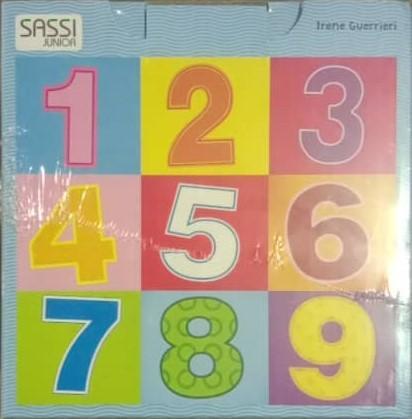 SASSI
JUNIOR
Irene Guerrieri
1 2 3
4 5 6
7 8 9